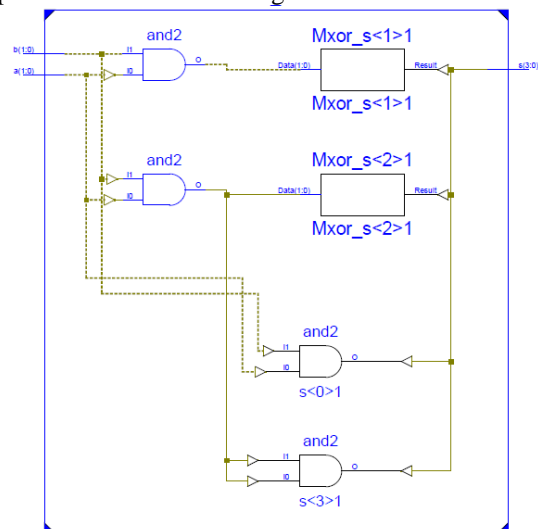 and2
Mxor_s<1>1
b(1:0)
I1
O
Data(1:0)
Result
s(3:0)
a(1:0)
I0
Mxor_s<1>1
and2
Mxor_s<2>1
I1
O
Data(1:0)
Result
I0
Mxor_s<2>1
and2
I1
O
I0
s<0>1
and2
I1
O
I0
s<3>1